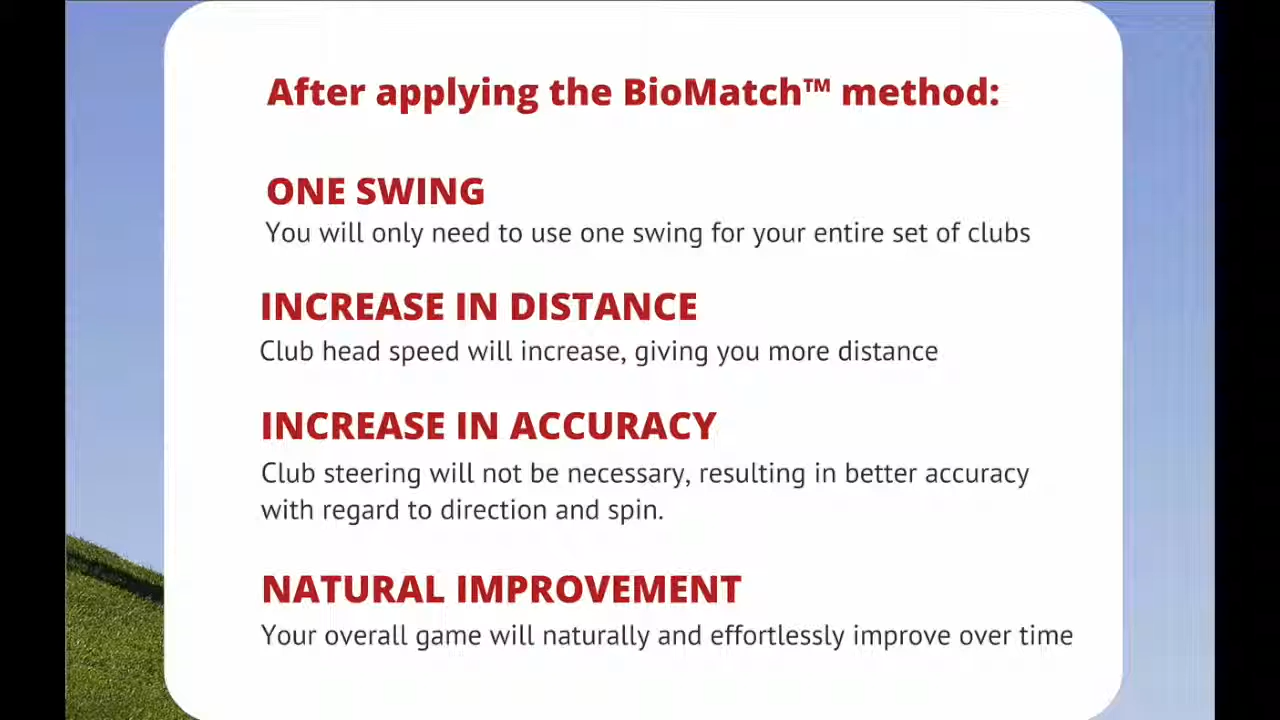 After applying the BioMatch™ method:
ONE SWING
You will only need to use one swing for your entire set of clubs
INCREASE IN DISTANCE
Club head speed will increase, giving you more distance
INCREASE IN ACCURACY
Club steering will not be necessary, resulting in better accuracy
with regard to direction and spin.
NATURAL IMPROVEMENT
Your overall game will naturally and effortlessly improve over time